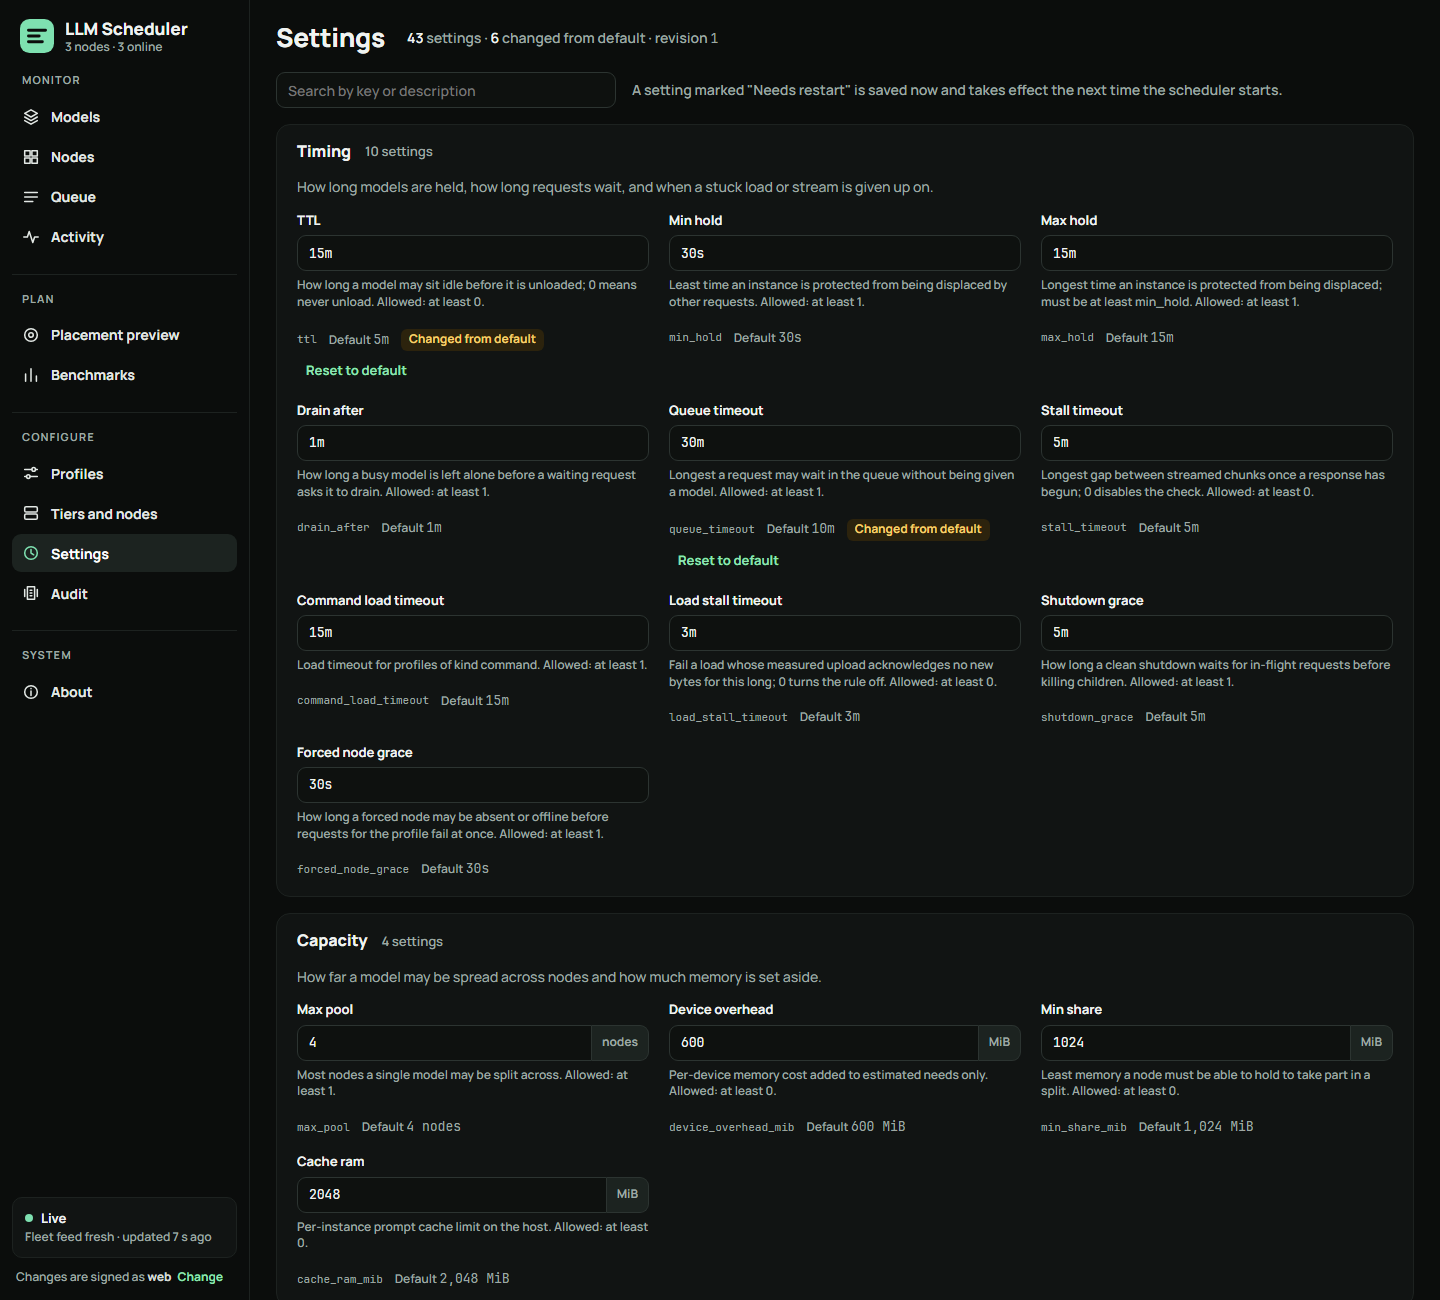 LLM Scheduler
3 nodes · 3 online
MONITOR
Models
Nodes
Queue
Activity
PLAN
Placement preview
Benchmarks
CONFIGURE
Profiles
Tiers and nodes
Settings
Audit
SYSTEM
About
Live
Fleet feed fresh · updated 7 s ago
Changes are signed as web Change
Settings 43 settings · 6 changed from default · revision 1
Search by key or description
A setting marked "Needs restart" is saved now and takes effect the next time the scheduler starts.
Timing 10 settings
How long models are held, how long requests wait, and when a stuck load or stream is given up on.
TTL
15m
How long a model may sit idle before it is unloaded; 0 means
never unload. Allowed: at least 0.
ttl Default 5m Changed from default
Reset to default
Min hold
30s
Least time an instance is protected from being displaced by
other requests. Allowed: at least 1.
min_hold Default 30s
Max hold
15m
Longest time an instance is protected from being displaced;
must be at least min_hold. Allowed: at least 1.
max_hold Default 15m
Drain after
1m
How long a busy model is left alone before a waiting request
asks it to drain. Allowed: at least 1.
drain_after Default 1m
Queue timeout
30m
Longest a request may wait in the queue without being given
a model. Allowed: at least 1.
queue_timeout Default 10m Changed from default
Reset to default
Stall timeout
5m
Longest gap between streamed chunks once a response has
begun; 0 disables the check. Allowed: at least 0.
stall_timeout Default 5m
Command load timeout
15m
Load timeout for profiles of kind command. Allowed: at least 1.
command_load_timeout Default 15m
Load stall timeout
3m
Fail a load whose measured upload acknowledges no new
bytes for this long; 0 turns the rule off. Allowed: at least 0.
load_stall_timeout Default 3m
Shutdown grace
5m
How long a clean shutdown waits for in-flight requests before
killing children. Allowed: at least 1.
shutdown_grace Default 5m
Forced node grace
30s
How long a forced node may be absent or offline before
requests for the profile fail at once. Allowed: at least 1.
forced_node_grace Default 30s
Capacity 4 settings
How far a model may be spread across nodes and how much memory is set aside.
Max pool
4 nodes
Most nodes a single model may be split across. Allowed: at
least 1.
max_pool Default 4 nodes
Device overhead
600 MiB
Per-device memory cost added to estimated needs only.
Allowed: at least 0.
device_overhead_mib Default 600 MiB
Min share
1024 MiB
Least memory a node must be able to hold to take part in a
split. Allowed: at least 0.
min_share_mib Default 1,024 MiB
Cache ram
2048 MiB
Per-instance prompt cache limit on the host. Allowed: at least
0.
cache_ram_mib Default 2,048 MiB